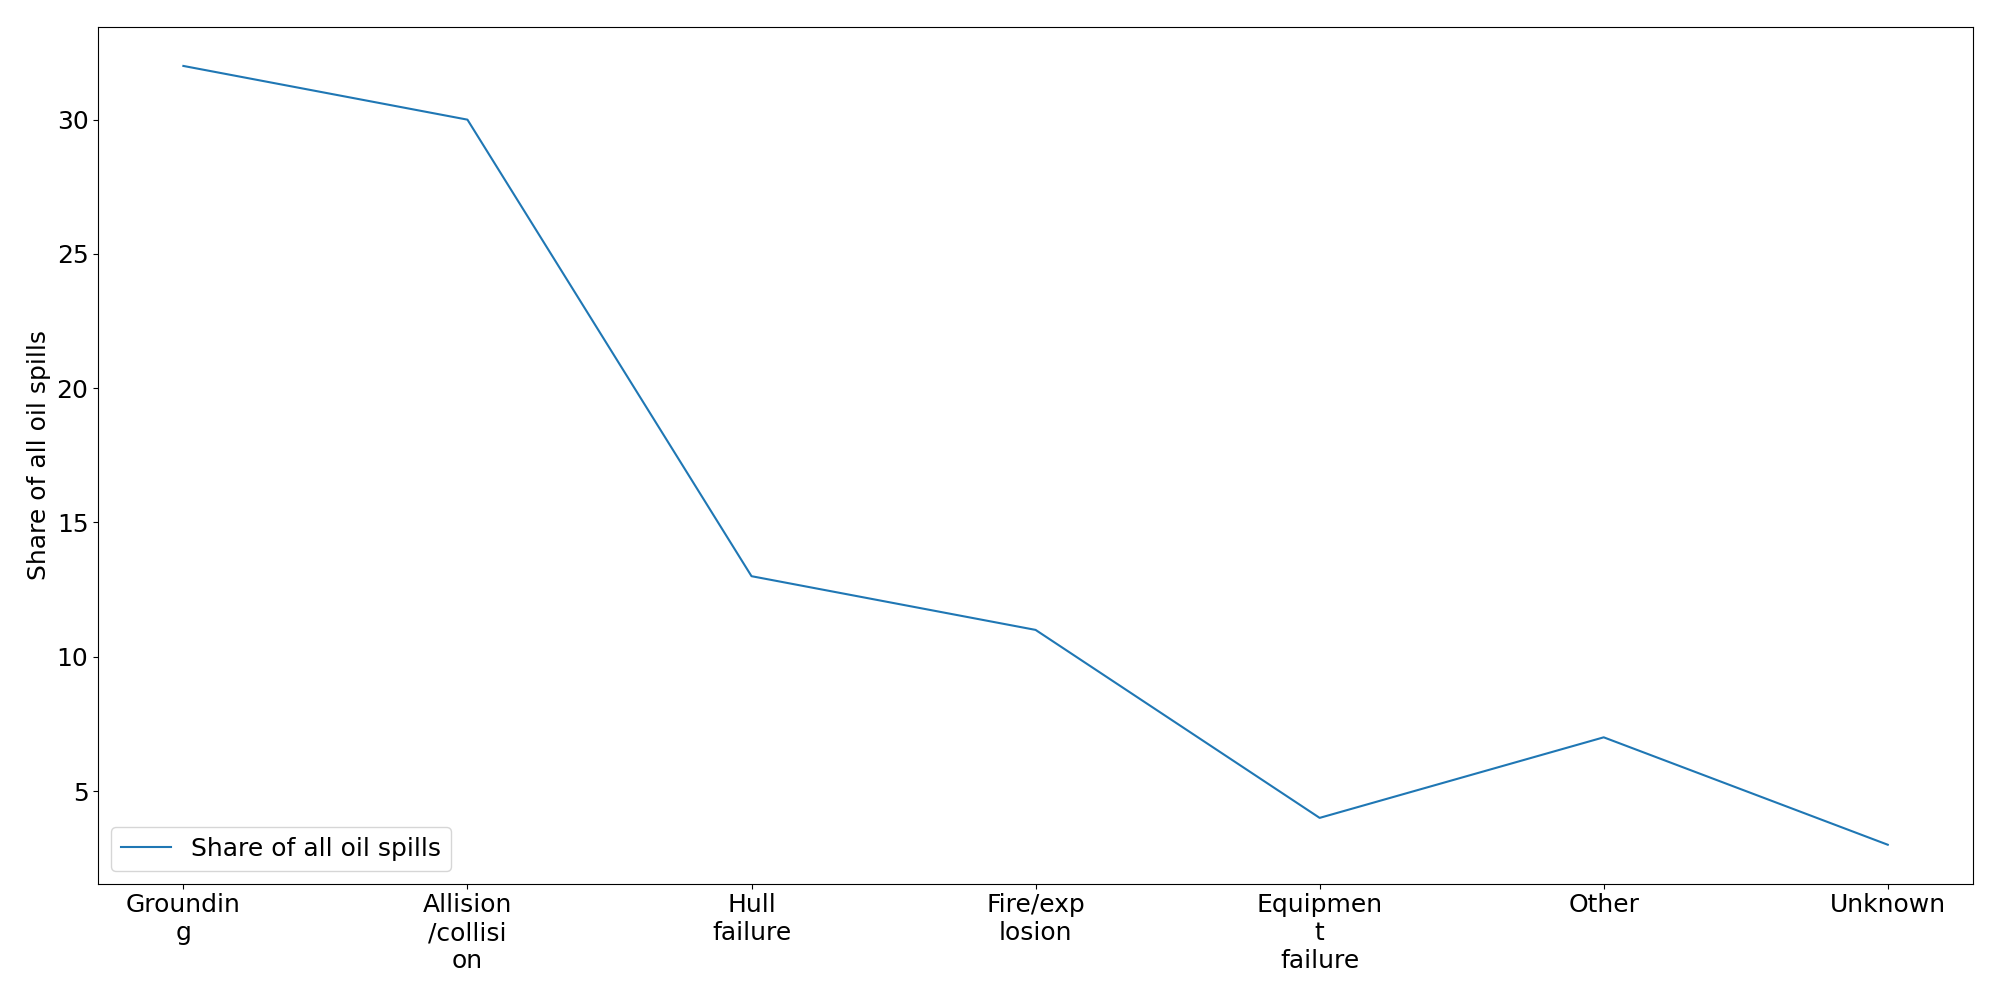 Share of all oil spills
30
25
20
15
10
5
Share of all oil spills
Groundin
g
Allision
/collisi
on
Hull
failure
Fire/exp
losion
Equipmen
t
failure
Other
Unknown